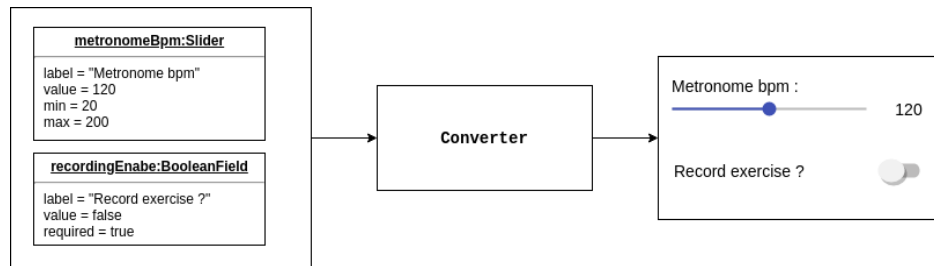 metronomeBpm:Slider
label = "Metronome bpm"
value = 120
min = 20
max = 200
recordingEnabe:BooleanField
label = "Record exercise ?"
value = false
required = true
Converter
Metronome bpm :
120
Record exercise ?